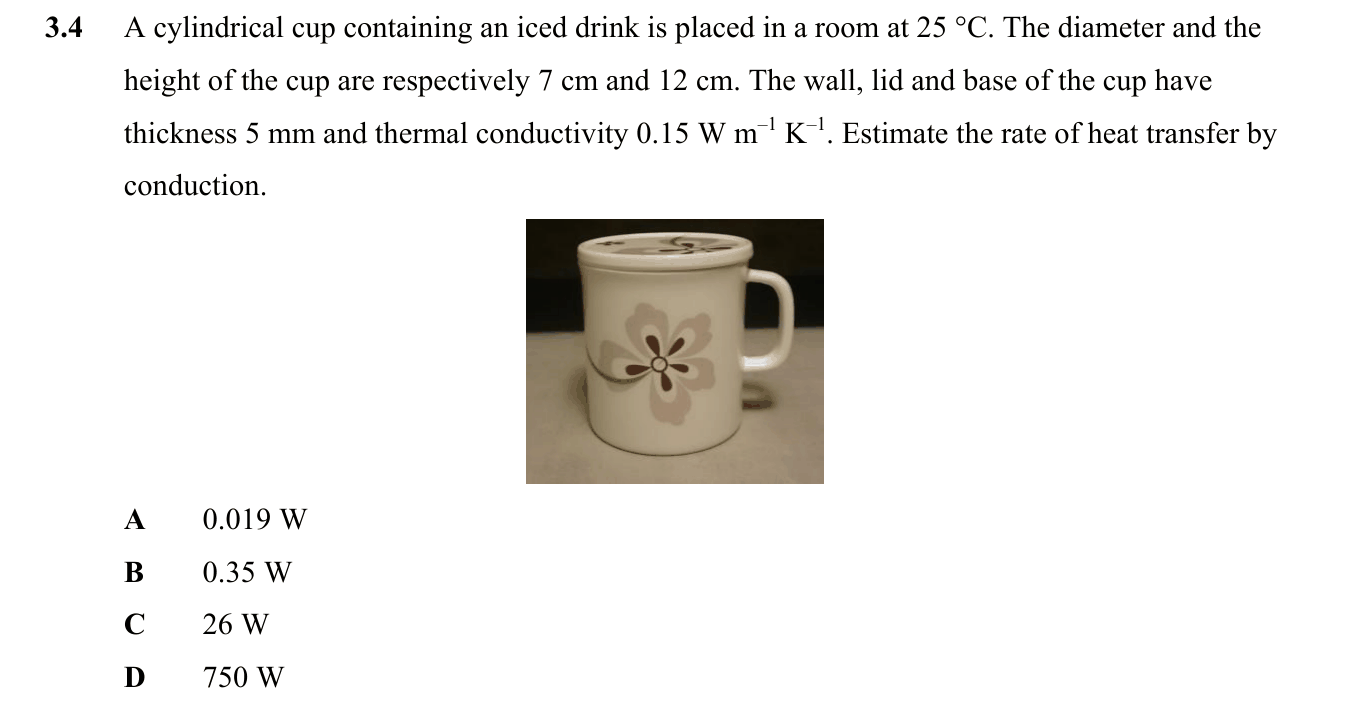 3.4 A cylindrical cup containing an iced drink is placed in a room at 25 °C. The diameter and the
height of the cup are respectively 7 cm and 12 cm. The wall, lid and base of the cup have
thickness 5 mm and thermal conductivity 0.15 W m⁻¹ K⁻¹. Estimate the rate of heat transfer by
conduction.
A 0.019 W
B 0.35 W
C 26 W
D 750 W